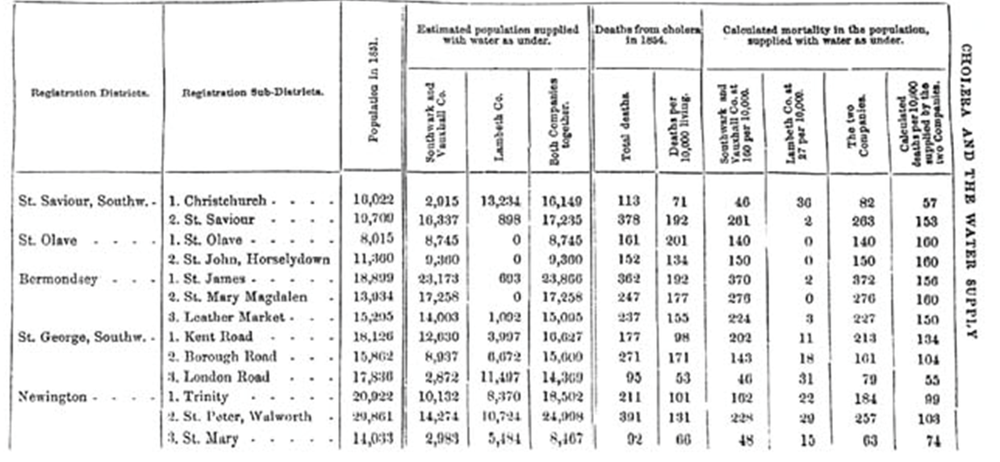 Estimated population supplied
with water as under.
Deaths from cholera
in 1854.
Calculated mortality in the population,
supplied with water as under.
Registration Districts.
Registration Sub-Districts.
Population in 1851.
Southwark and
Vauxhall Co.
Lambeth Co.
Both Companies
together.
Total deaths
Deaths per
10,000 living.
Southwark and
Vauxhall Co. at
160 per 10,000.
Lambeth Co. at
27 per 10,000.
The two
Companies.
Calculated
deaths per 10,000
supplied by the
two Companies.
St. Saviour, Southw. - 1. Christchurch - - - - 16,022 2,915 13,234 16,149 113 71 46 36 82 57
2. St. Saviour - - - - 19,709 16,337 898 17,235 378 192 261 2 263 153
St. Olave - - - - 1. St. Olave - - - - - 8,015 8,745 0 8,745 161 201 140 0 140 160
2. St. John, Horselydown 11,360 9,360 0 9,360 152 134 150 0 150 160
Bermondsey - - - 1. St. James - - - - - 18,899 23,173 693 23,866 362 192 370 2 372 156
2. St. Mary Magdalen - 13,934 17,258 0 17,258 247 177 276 0 276 160
3. Leather Market - - - 15,295 14,003 1,092 15,095 237 155 224 3 227 150
St. George, Southw. - 1. Kent Road - - - - 18,126 12,630 3,997 16,627 177 98 202 11 213 134
2. Borough Road - - - 15,862 8,937 6,672 15,609 271 171 143 18 161 104
3. London Road - - - 17,836 2,872 11,497 14,369 95 53 46 31 79 55
Newington - - - - 1. Trinity - - - - - 20,922 10,132 8,370 18,502 211 101 162 22 184 99
2. St. Peter, Walworth - 29,861 14,274 10,724 24,998 391 131 228 29 257 103
3. St. Mary - - - - - 14,033 2,983 5,484 8,467 92 66 48 15 63 74
CHOLERA AND THE WATER SUPPLY